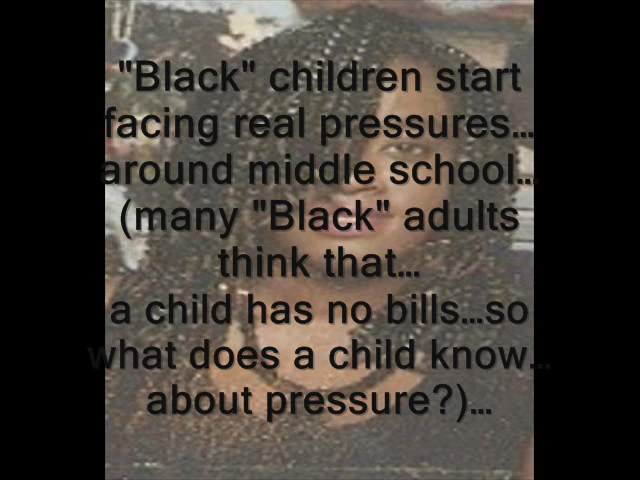 "Black" children start
facing real pressures...
around middle school...
(many "Black" adults
think that...
a child has no bills...so
what does a child know...
about pressure?)...